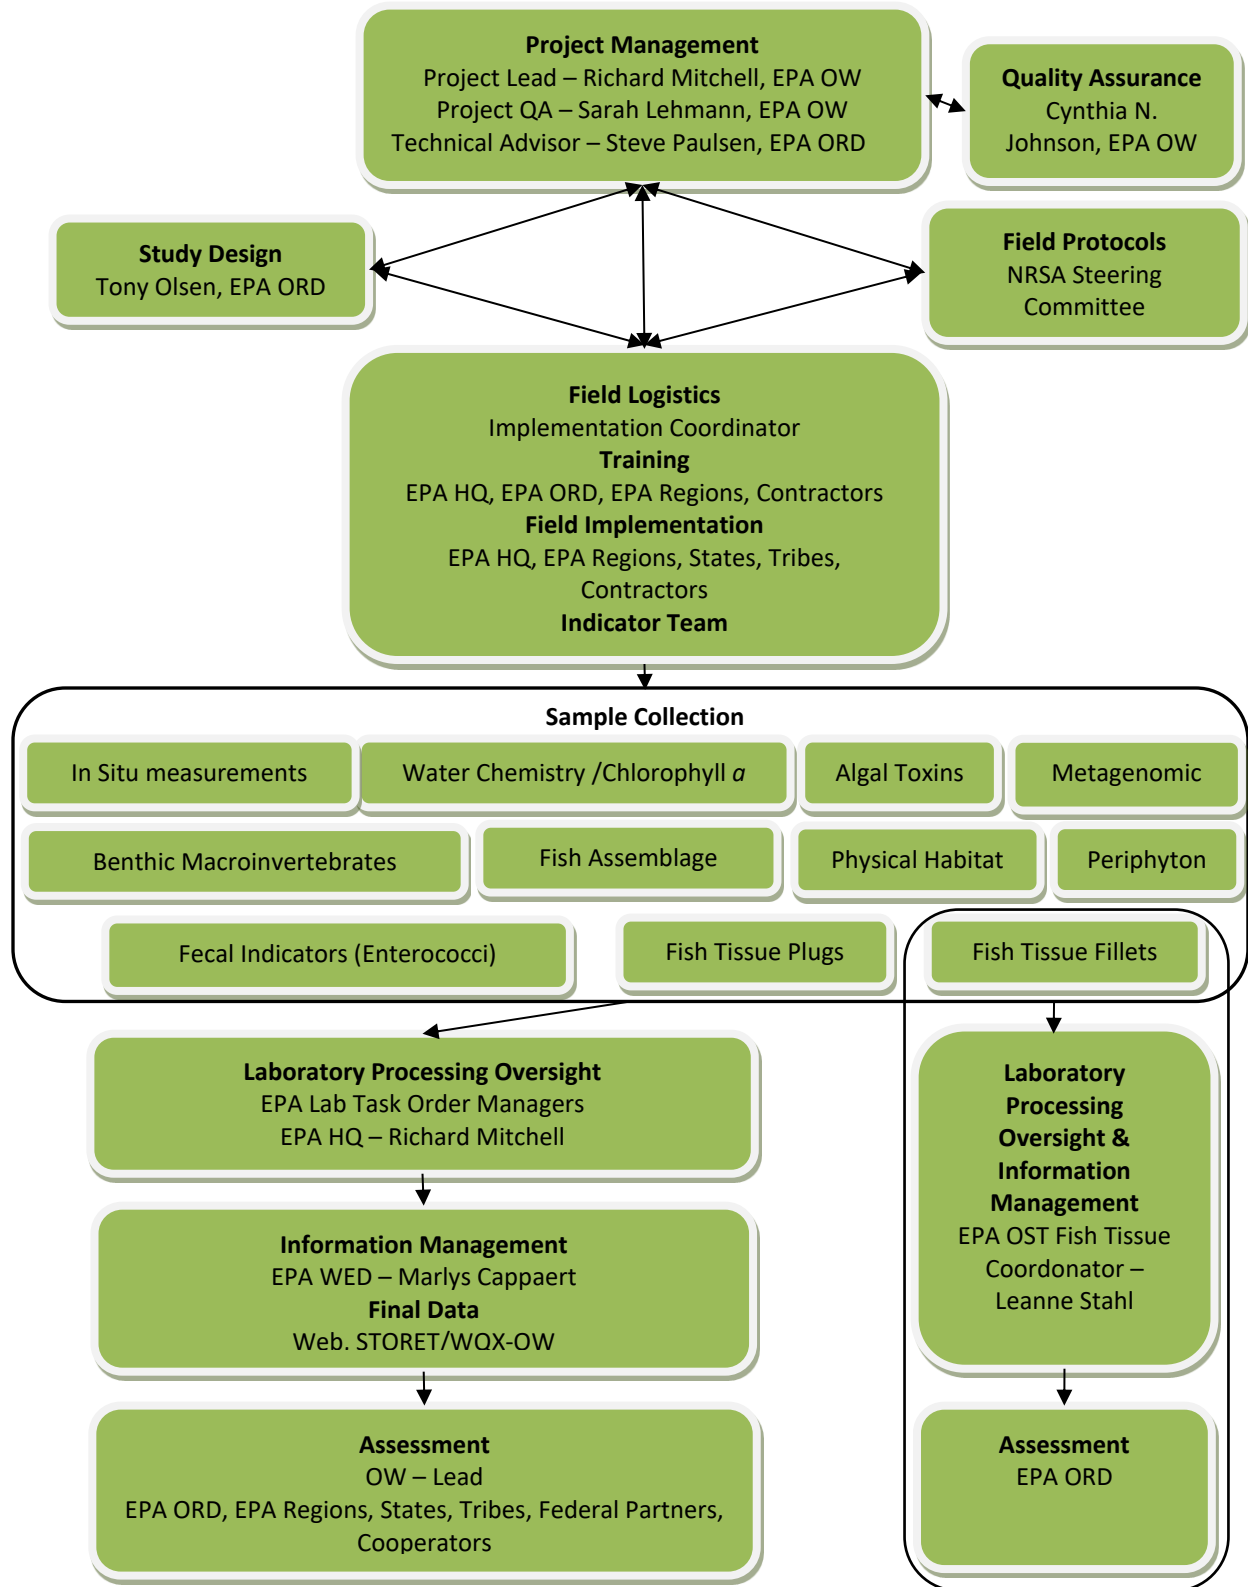 Project Management
Project Lead – Richard Mitchell, EPA OW
Project QA – Sarah Lehmann, EPA OW
Technical Advisor – Steve Paulsen, EPA ORD
Quality Assurance
Cynthia N.
Johnson, EPA OW
Study Design
Tony Olsen, EPA ORD
Field Protocols
NRSA Steering
Committee
Field Logistics
Implementation Coordinator
Training
EPA HQ, EPA ORD, EPA Regions, Contractors
Field Implementation
EPA HQ, EPA Regions, States, Tribes,
Contractors
Indicator Team
Sample Collection
In Situ measurements
Water Chemistry /Chlorophyll a
Algal Toxins
Metagenomic
Benthic Macroinvertebrates
Fish Assemblage
Physical Habitat
Periphyton
Fecal Indicators (Enterococci)
Fish Tissue Plugs
Fish Tissue Fillets
Laboratory Processing Oversight
EPA Lab Task Order Managers
EPA HQ – Richard Mitchell
Information Management
EPA WED – Marlys Cappaert
Final Data
Web. STORET/WQX-OW
Assessment
OW – Lead
EPA ORD, EPA Regions, States, Tribes, Federal Partners,
Cooperators
Laboratory
Processing
Oversight &
Information
Management
EPA OST Fish Tissue
Coordonator –
Leanne Stahl
Assessment
EPA ORD